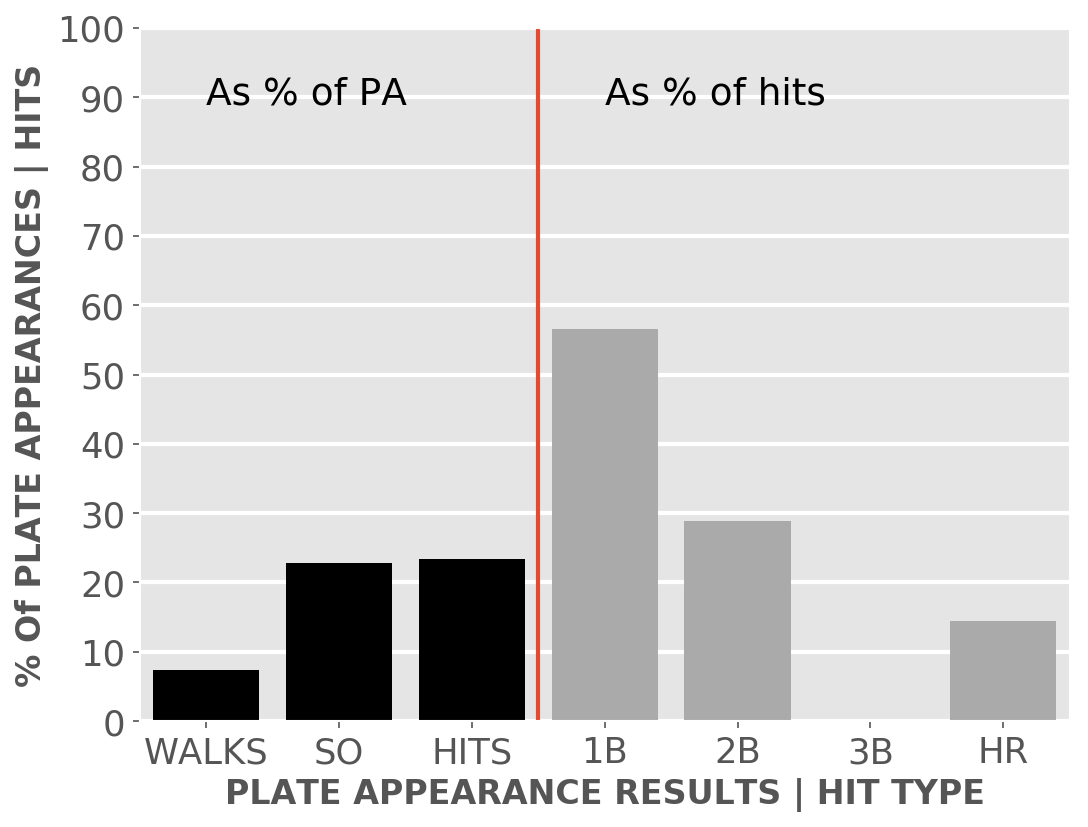 % Of PLATE APPEARANCES | HITS
100
90
80
70
60
50
40
30
20
10
0
As % of PA
As % of hits
WALKS SO HITS 1B 2B 3B HR
PLATE APPEARANCE RESULTS | HIT TYPE